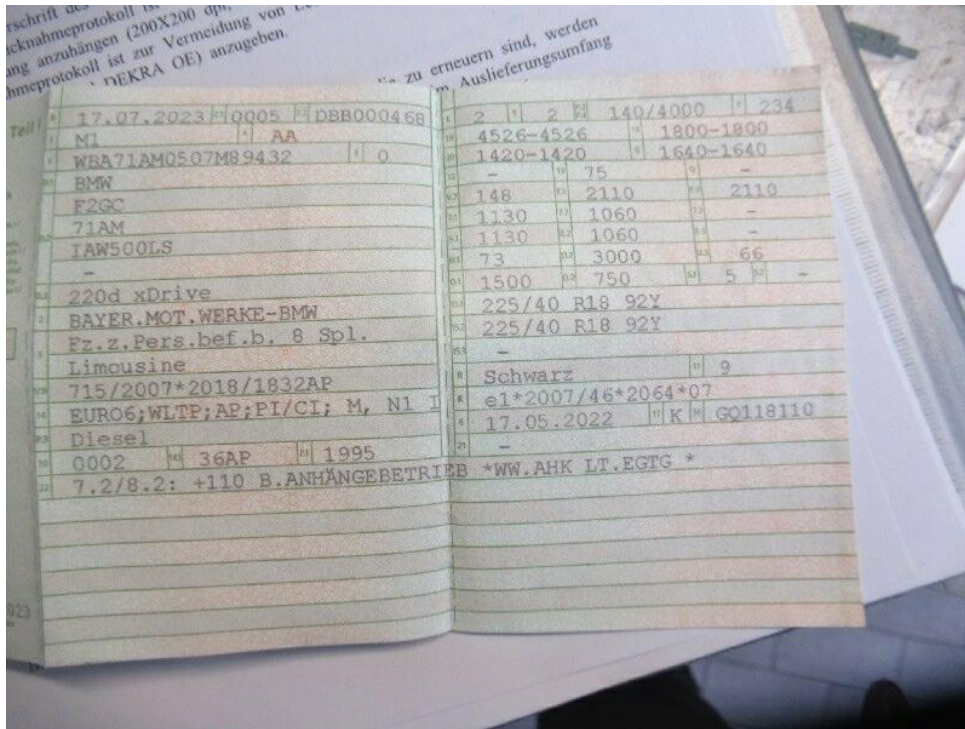 rschrift des
cknahmeprotokoll ist
ng anzuhängen (200X200 dpi,
hmeprotokoll ist zur Vermeidung von
DEKRA OE) anzugeben.
zu erneuern sind, werden
Auslieferungsumfang
Teil I
17.07.2023 0005 DBB000468
M1 AA
WBA71AM0507M89432 0
BMW
F2GC
71AM
IAW500LS
-
220d xDrive
BAYER.MOT.WERKE-BMW
Fz.z.Pers.bef.b. 8 Spl.
Limousine
715/2007*2018/1832AP
EURO6;WLTP;AP;PI/CI; M, N1 I
Diesel
0002 36AP 1995
7.2/8.2: +110 B.ANHÄNGEBETRIEB *WW.AHK LT.EGTG *
2 2 140/4000 234
4526-4526 1800-1800
1420-1420 1640-1640
- 75 -
148 2110 2110
1130 1060 -
1130 1060 -
73 3000 66
1500 750 5 -
225/40 R18 92Y
225/40 R18 92Y
-
Schwarz 9
e1*2007/46*2064*07
17.05.2022 K GQ118110
-
023